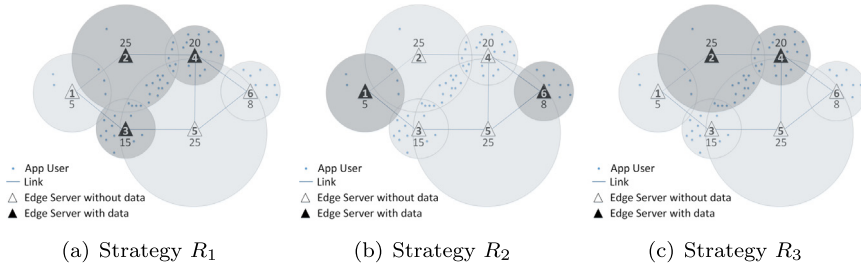 25
2
20
4
1
5
6
8
3
15
5
25
App User
Link
Edge Server without data
Edge Server with data
(a) Strategy R1
25
2
20
4
1
5
6
8
3
15
5
25
App User
Link
Edge Server without data
Edge Server with data
(b) Strategy R2
25
2
20
4
1
5
6
8
3
15
5
25
App User
Link
Edge Server without data
Edge Server with data
(c) Strategy R3